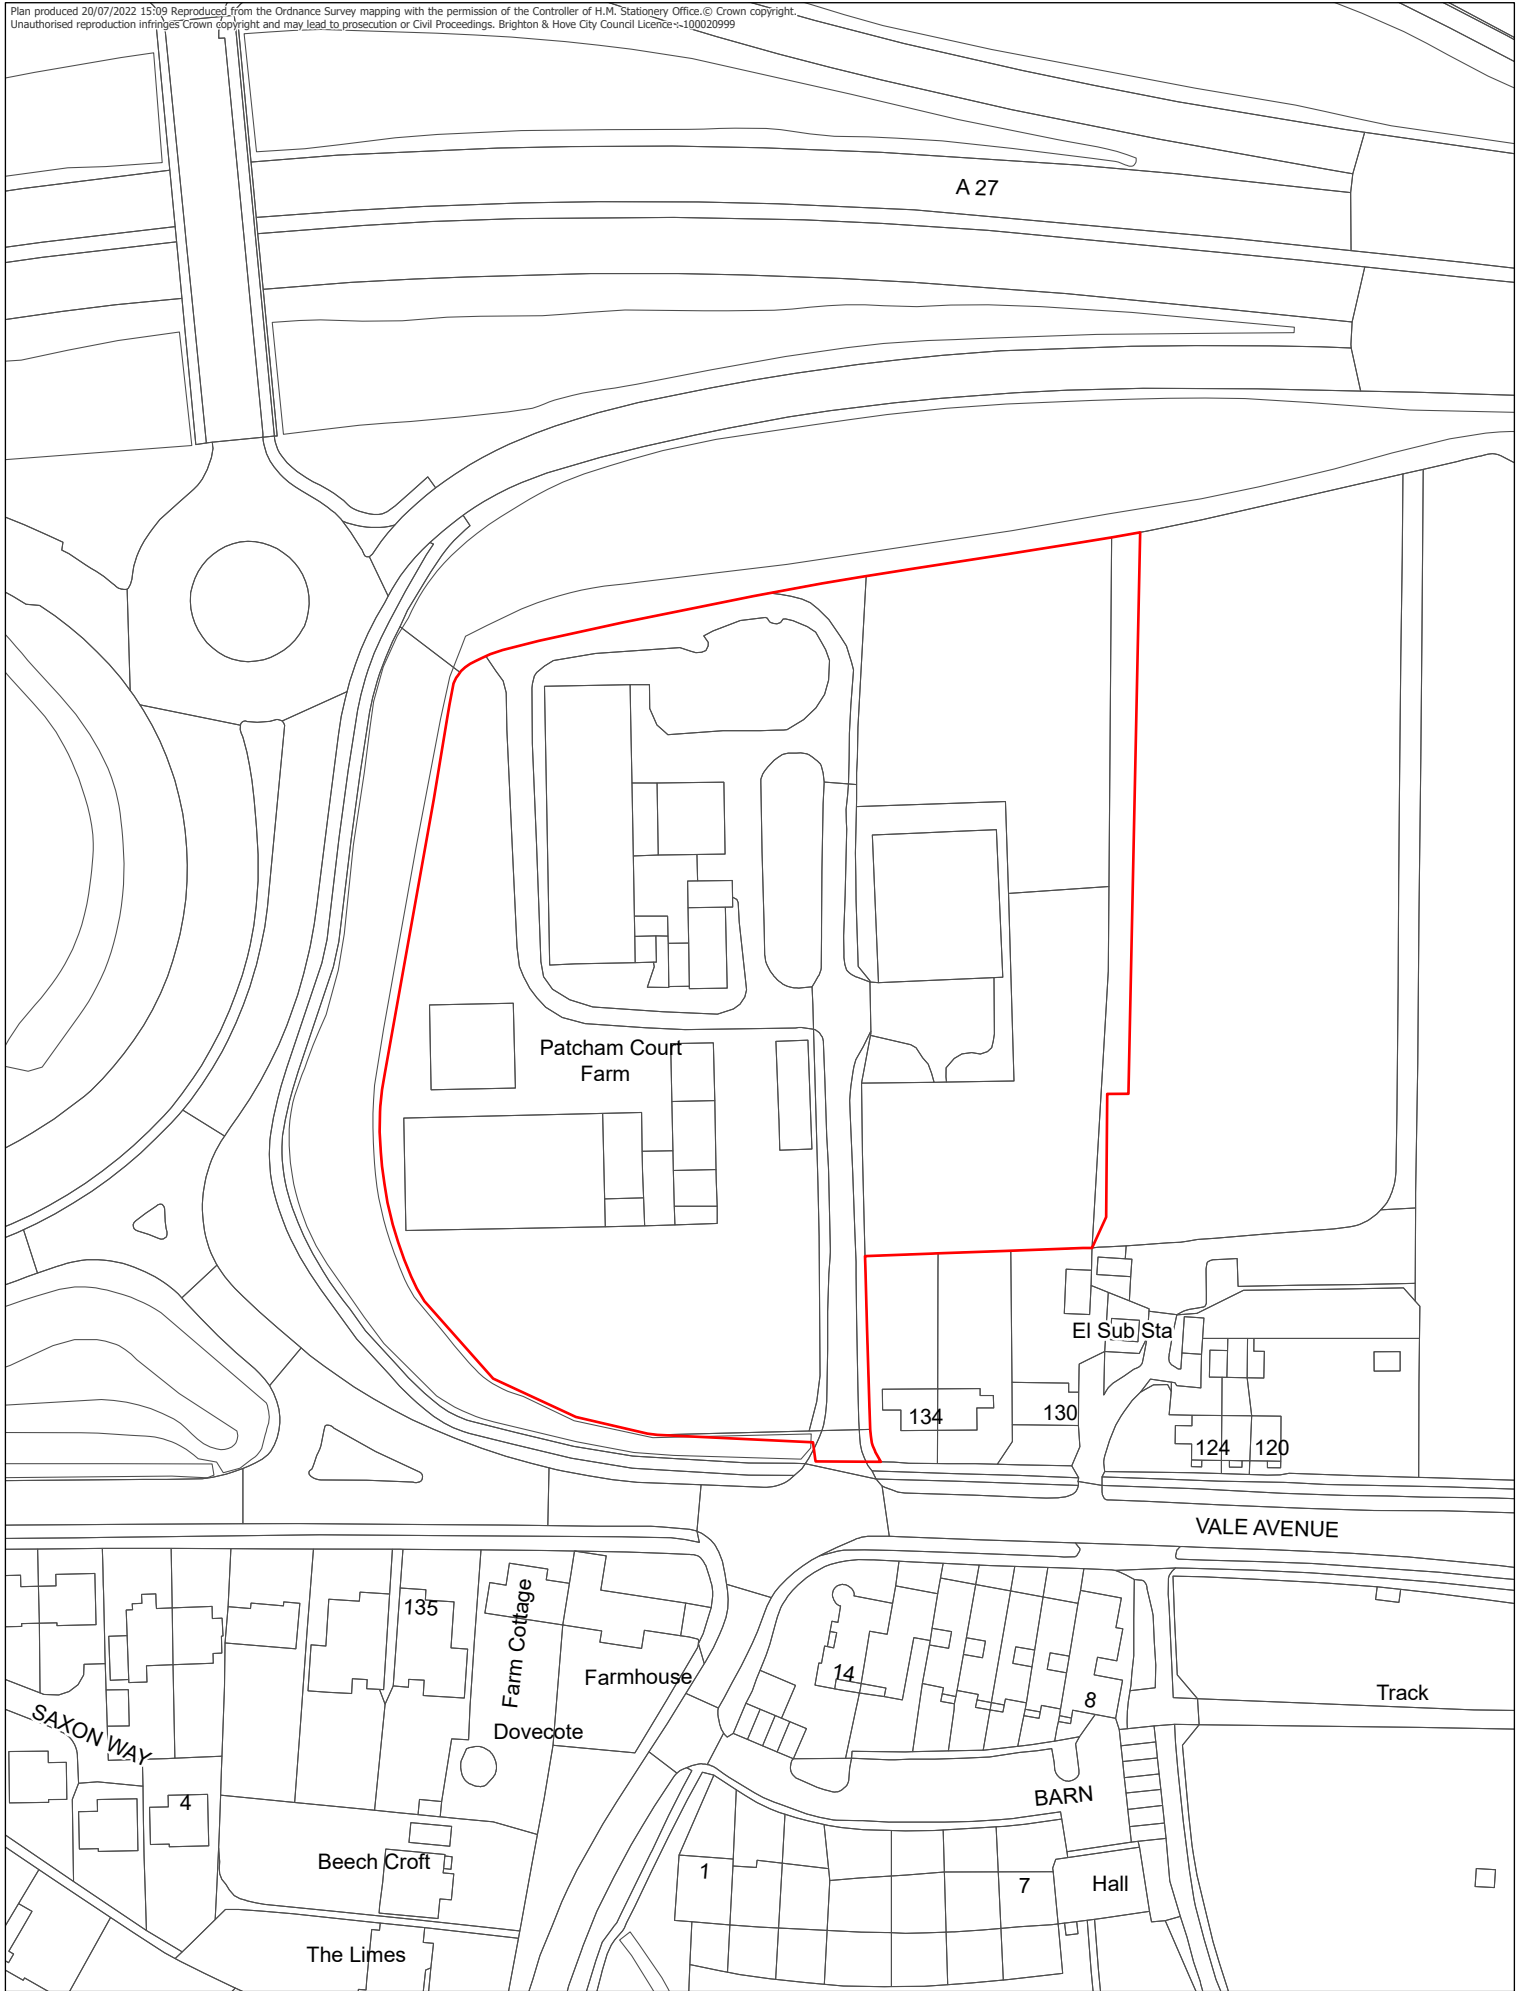 Plan produced 20/07/2022 15:09 Reproduced from the Ordnance Survey mapping with the permission of the Controller of H.M. Stationery Office.© Crown copyright.
Unauthorised reproduction infringes Crown copyright and may lead to prosecution or Civil Proceedings. Brighton & Hove City Council Licence : 100020999
A 27
Patcham Court
Farm
El Sub Sta
134
130
124
120
VALE AVENUE
135
Farm Cottage
Farmhouse
14
8
Track
SAXON WAY
Dovecote
4
BARN
Beech Croft
1
7
Hall
The Limes